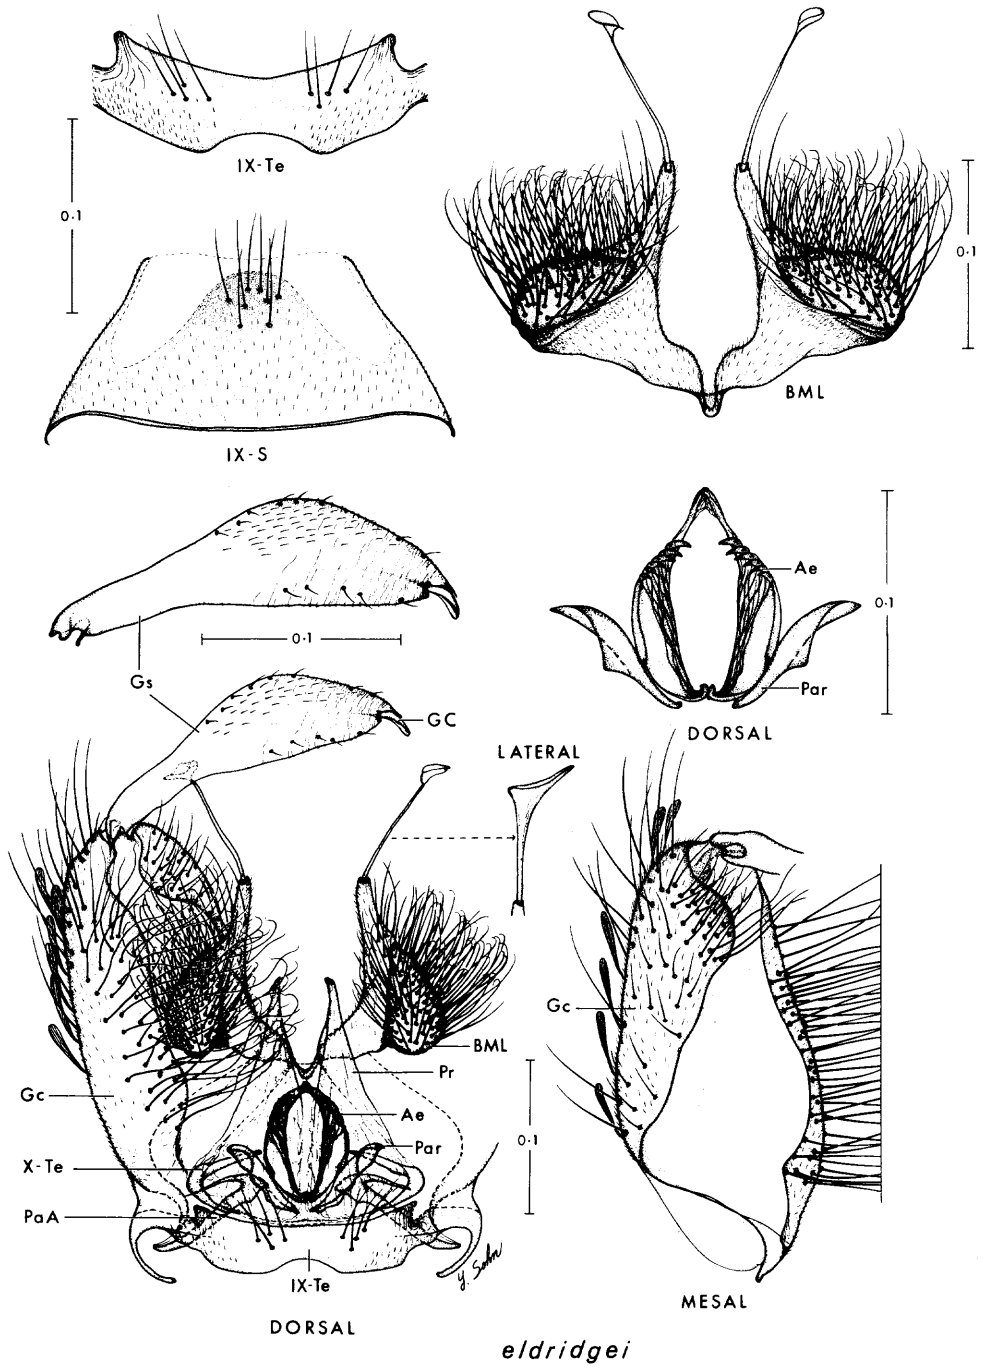 IX-Te
0·1
IX-S
BML
0·1
Gs
0·1
GC
Ae
Par
0·1
DORSAL
LATERAL
Gc
X-Te
PaA
BML
Pr
Ae
Par
0·1
IX-Te
Y. Sohn
DORSAL
Gc
MESAL
eldridgei